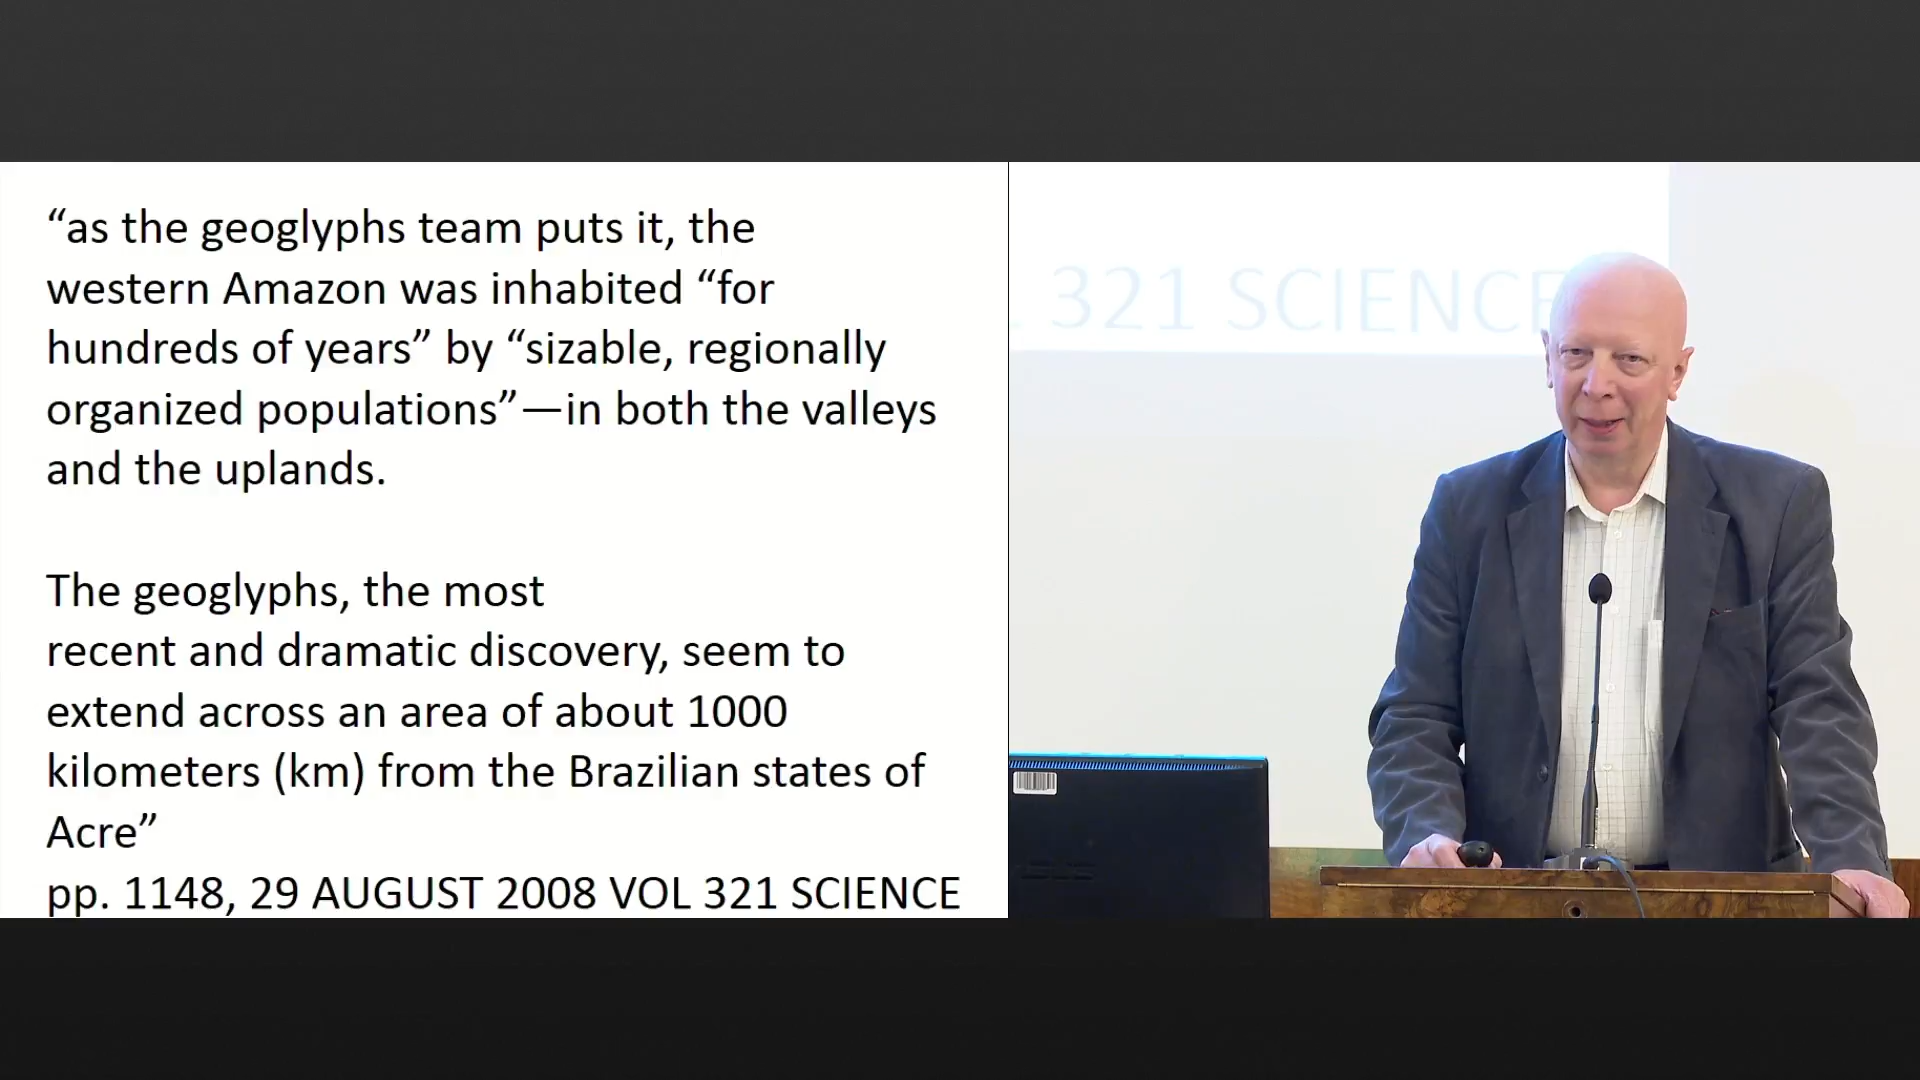 “as the geoglyphs team puts it, the
western Amazon was inhabited “for
hundreds of years” by “sizable, regionally
organized populations”—in both the valleys
and the uplands.
The geoglyphs, the most
recent and dramatic discovery, seem to
extend across an area of about 1000
kilometers (km) from the Brazilian states of
Acre”
pp. 1148, 29 AUGUST 2008 VOL 321 SCIENCE
321 SCIENCE